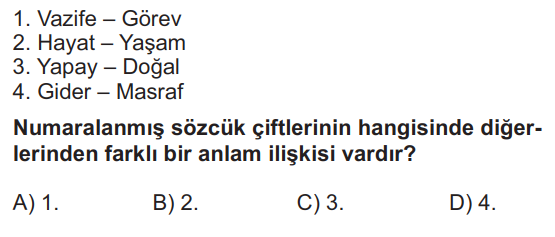 1. Vazife – Görev
2. Hayat – Yaşam
3. Yapay – Doğal
4. Gider – Masraf
Numaralanmış sözcük çiftlerinin hangisinde diğer-
lerinden farklı bir anlam ilişkisi vardır?
A) 1. B) 2. C) 3. D) 4.